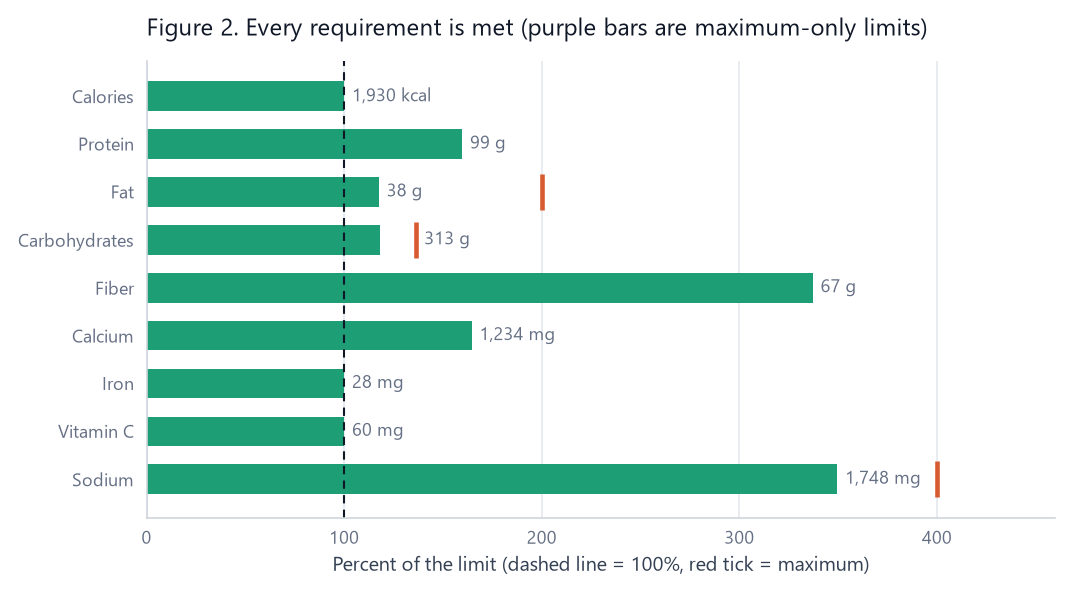 Figure 2. Every requirement is met (purple bars are maximum-only limits)
Calories 1,930 kcal
Protein 99 g
Fat 38 g
Carbohydrates 313 g
Fiber 67 g
Calcium 1,234 mg
Iron 28 mg
Vitamin C 60 mg
Sodium 1,748 mg
0 100 200 300 400
Percent of the limit (dashed line = 100%, red tick = maximum)